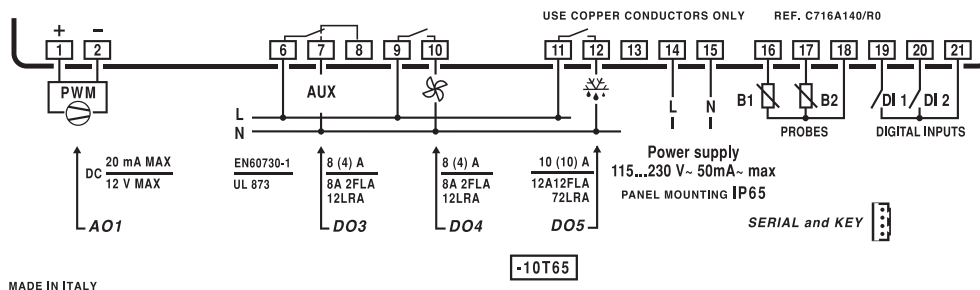 USE COPPER CONDUCTORS ONLY REF. C716A140/R0
+ -
1 2 6 7 8 9 10 11 12 13 14 15 16 17 18 19 20 21
PWM AUX B1 B2 DI 1 DI 2
L
N
L N
PROBES DIGITAL INPUTS
DC 20 mA MAX
12 V MAX
EN60730-1
UL 873
8 (4) A
8A 2FLA
12LRA
8 (4) A
8A 2FLA
12LRA
10 (10) A
12A12FLA
72LRA
Power supply
115...230 V~ 50mA~ max
PANEL MOUNTING IP65
AO1 DO3 DO4 DO5 SERIAL and KEY
-10T65
MADE IN ITALY